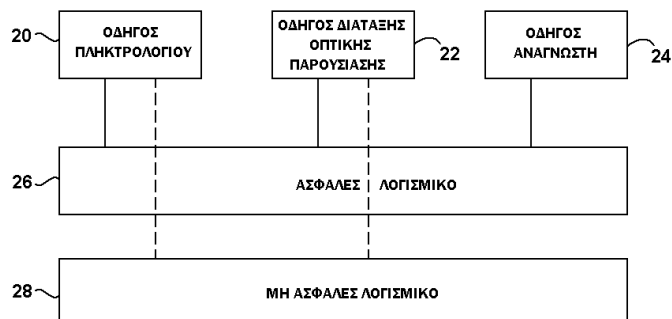 20
ΟΔΗΓΟΣ
ΠΛΗΚΤΡΟΛΟΓΙΟΥ
ΟΔΗΓΟΣ ΔΙΑΤΑΞΗΣ
ΟΠΤΙΚΗΣ
ΠΑΡΟΥΣΙΑΣΗΣ
22
ΟΔΗΓΟΣ
ΑΝΑΓΝΩΣΤΗ
24
26
ΑΣΦΑΛΕΣ ΛΟΓΙΣΜΙΚΟ
28
ΜΗ ΑΣΦΑΛΕΣ ΛΟΓΙΣΜΙΚΟ